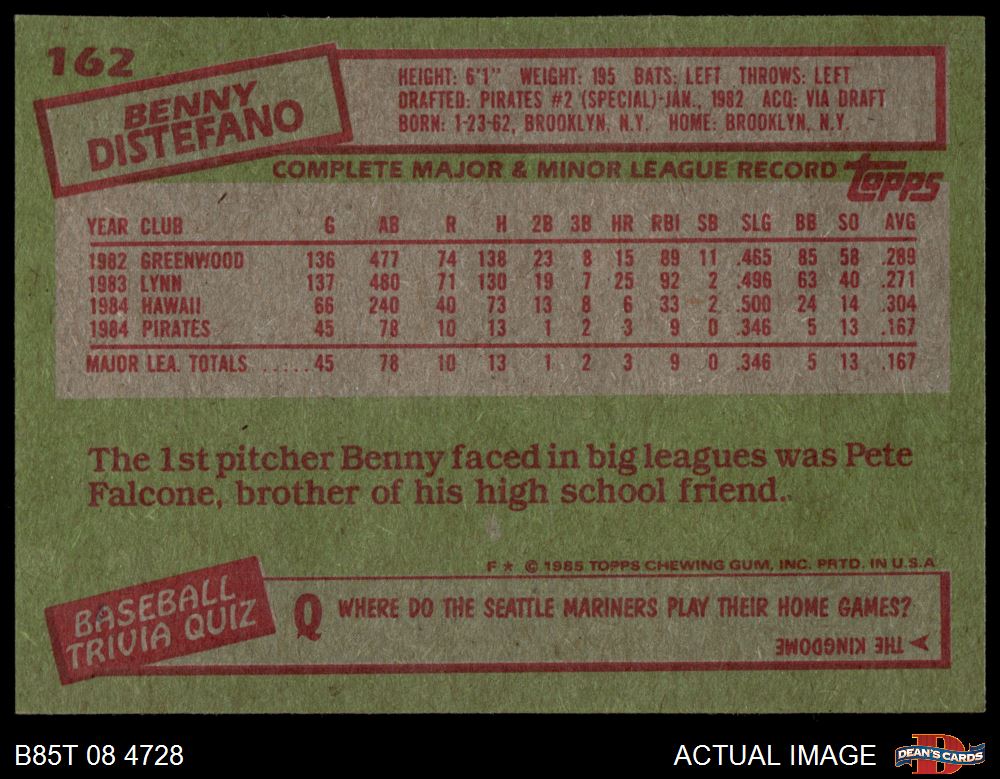 162
BENNY
DISTEFANO
HEIGHT: 6'1" WEIGHT: 195 BATS: LEFT THROWS: LEFT
DRAFTED: PIRATES #2 (SPECIAL)-JAN., 1982 ACQ: VIA DRAFT
BORN: 1-23-62, BROOKLYN, N.Y. HOME: BROOKLYN, N.Y.
COMPLETE MAJOR & MINOR LEAGUE RECORD topps
YEAR CLUB G AB R H 2B 3B HR RBI SB SLG BB SO AVG
1982 GREENWOOD 136 477 74 138 23 8 15 89 11 .465 85 58 .289
1983 LYNN 137 480 71 130 19 7 25 92 2 .496 63 40 .271
1984 HAWAII 66 240 40 73 13 8 6 33 2 .500 24 14 .304
1984 PIRATES 45 78 10 13 1 2 3 9 0 .346 5 13 .167
MAJOR LEA. TOTALS .....45 78 10 13 1 2 3 9 0 .346 5 13 .167
The 1st pitcher Benny faced in big leagues was Pete
Falcone, brother of his high school friend.
F * © 1985 TOPPS CHEWING GUM, INC. PRTD. IN U.S.A.
BASEBALL
TRIVIA QUIZ
Q WHERE DO THE SEATTLE MARINERS PLAY THEIR HOME GAMES?
THE KINGDOME
B85T 08 4728 ACTUAL IMAGE DEAN'S CARDS